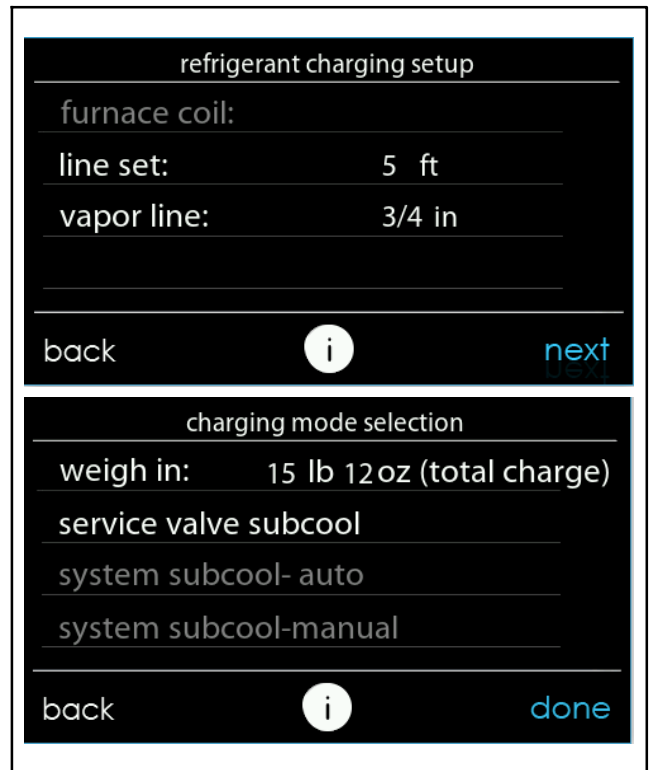 refrigerant charging setup
furnace coil:
line set: 5 ft
vapor line: 3/4 in
back i next
charging mode selection
weigh in: 15 lb 12 oz (total charge)
service valve subcool
system subcool- auto
system subcool-manual
back i done